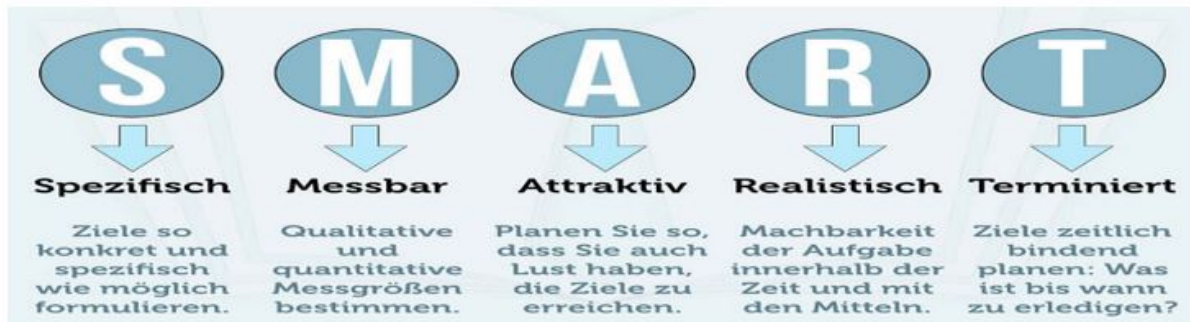 S M A R T
Spezifisch Messbar Attraktiv Realistisch Terminiert
Ziele so
konkret und
spezifisch
wie möglich
formulieren.
Qualitative
und
quantitative
Messgrößen
bestimmen.
Planen Sie so,
dass Sie auch
Lust haben,
die Ziele zu
erreichen.
Machbarkeit
der Aufgabe
innerhalb der
Zeit und mit
den Mitteln.
Ziele zeitlich
bindend
planen: Was
ist bis wann
zu erledigen?